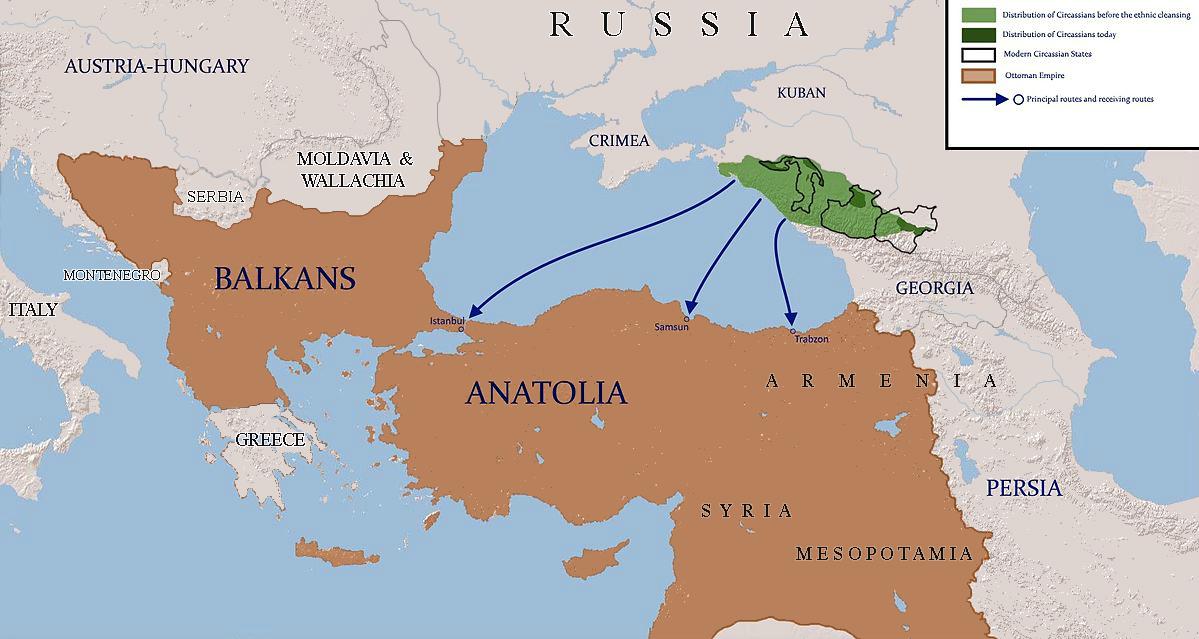 RUSSIA
Distribution of Circassians before the ethnic cleansing
Distribution of Circassians today
Modern Circassian States
Ottoman Empire
Principal routes and receiving routes
AUSTRIA-HUNGARY
KUBAN
CRIMEA
MOLDAVIA &
WALLACHIA
SERBIA
MONTENEGRO
BALKANS
GEORGIA
ITALY
Istanbul
Samsun
Trabzon
ARMENIA
ANATOLIA
GREECE
PERSIA
SYRIA
MESOPOTAMIA